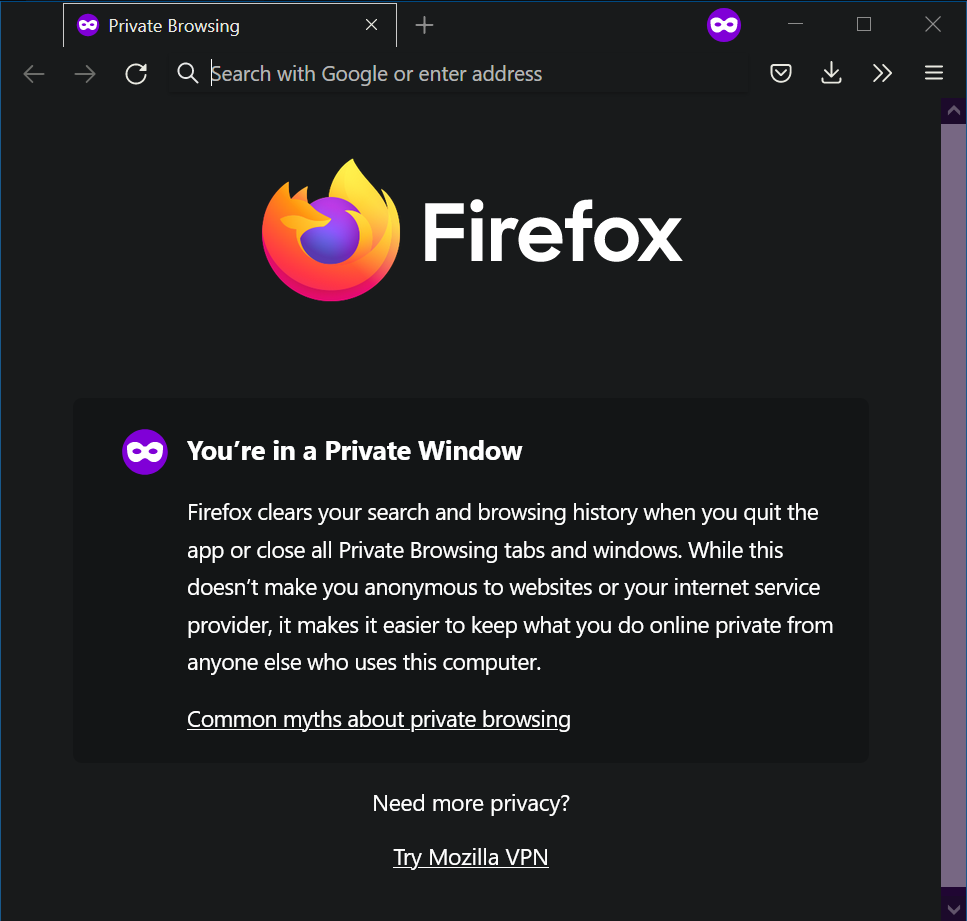 Private Browsing
Search with Google or enter address
Firefox
You’re in a Private Window
Firefox clears your search and browsing history when you quit the
app or close all Private Browsing tabs and windows. While this
doesn’t make you anonymous to websites or your internet service
provider, it makes it easier to keep what you do online private from
anyone else who uses this computer.
Common myths about private browsing
Need more privacy?
Try Mozilla VPN